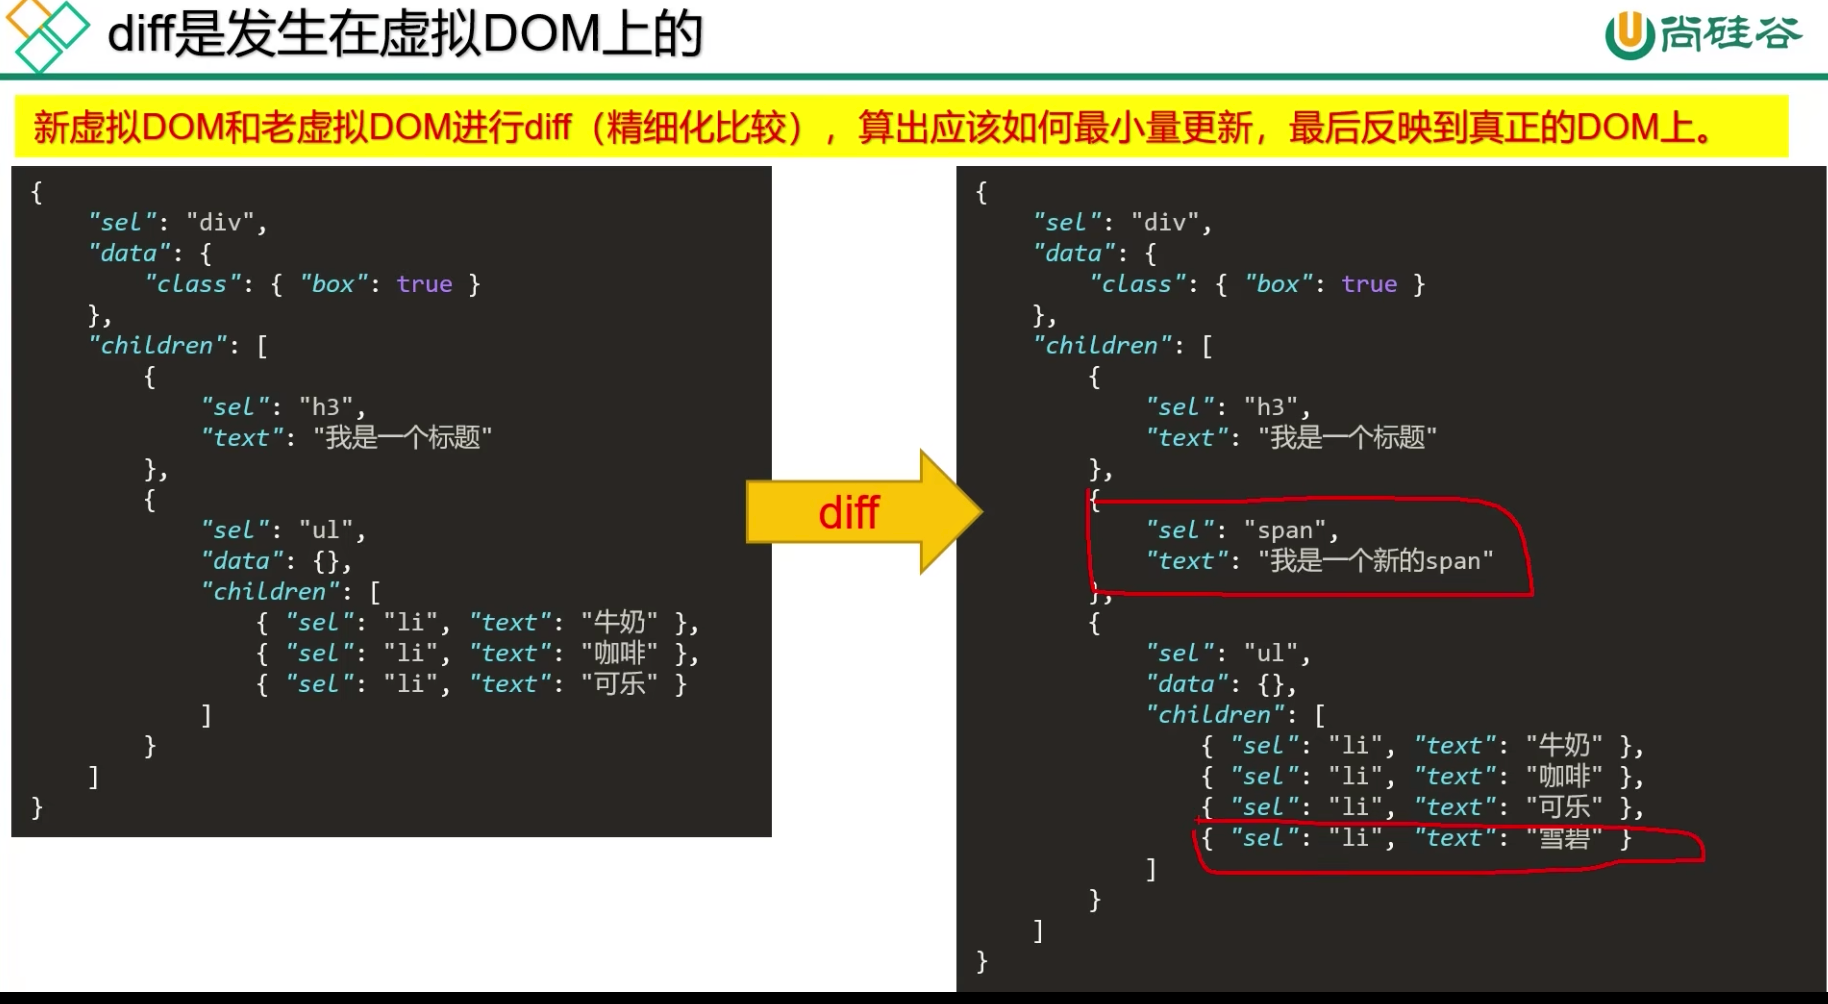 diff是发生在虚拟DOM上的
尚硅谷
新虚拟DOM和老虚拟DOM进行diff（精细化比较），算出应该如何最小量更新，最后反映到真正的DOM上。
{
    "sel": "div",
    "data": {
        "class": { "box": true }
    },
    "children": [
        {
            "sel": "h3",
            "text": "我是一个标题"
        },
        {
            "sel": "ul",
            "data": {},
            "children": [
                { "sel": "li", "text": "牛奶" },
                { "sel": "li", "text": "咖啡" },
                { "sel": "li", "text": "可乐" }
            ]
        }
    ]
}
diff
{
    "sel": "div",
    "data": {
        "class": { "box": true }
    },
    "children": [
        {
            "sel": "h3",
            "text": "我是一个标题"
        },
        {
            "sel": "span",
            "text": "我是一个新的span"
        },
        {
            "sel": "ul",
            "data": {},
            "children": [
                { "sel": "li", "text": "牛奶" },
                { "sel": "li", "text": "咖啡" },
                { "sel": "li", "text": "可乐" },
                { "sel": "li", "text": "雪碧" }
            ]
        }
    ]
}